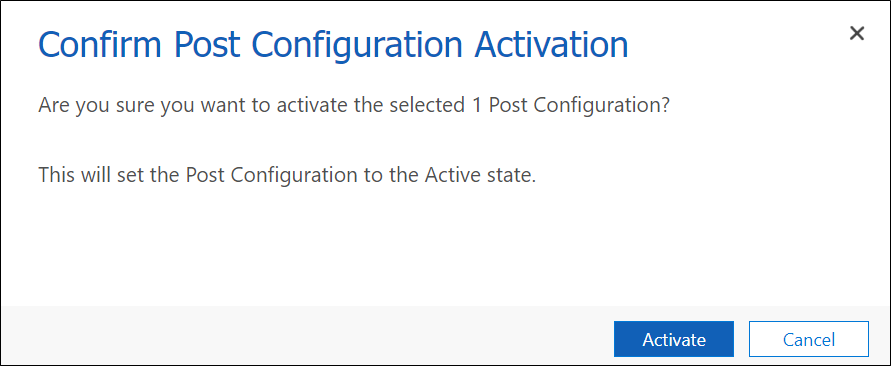 Confirm Post Configuration Activation
Are you sure you want to activate the selected 1 Post Configuration?
This will set the Post Configuration to the Active state.
Activate
Cancel